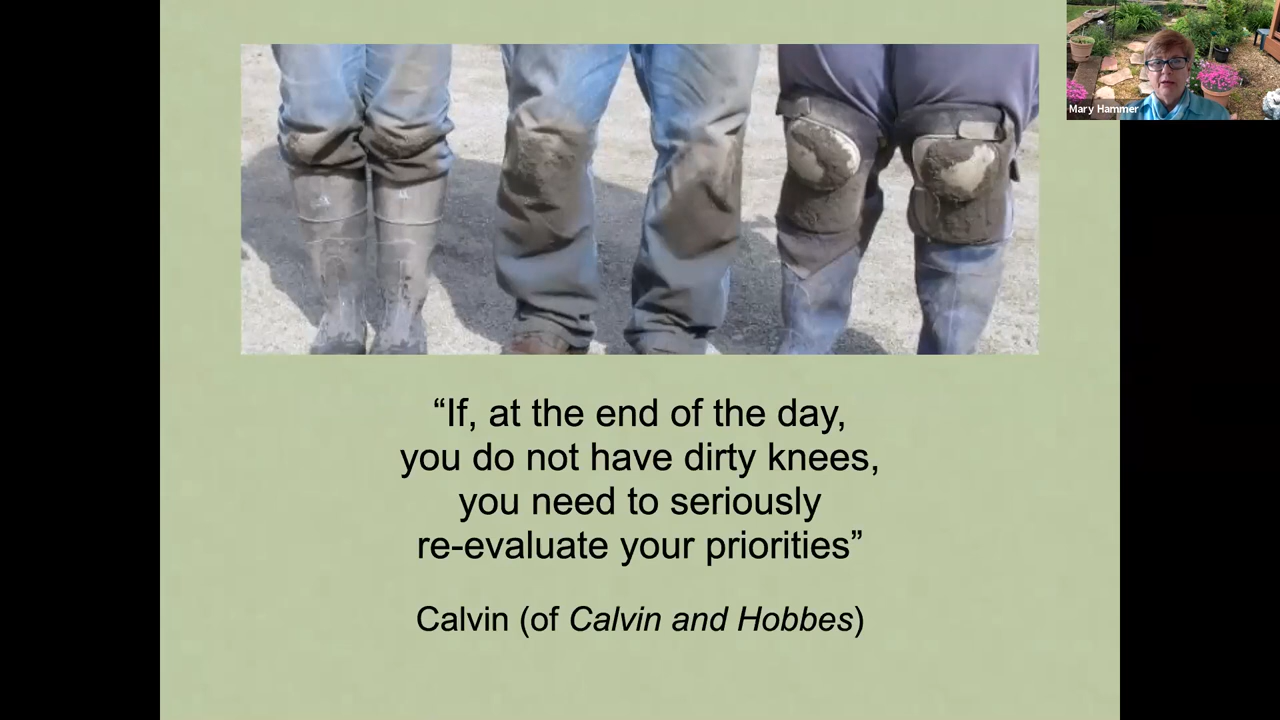 Mary Hammer
“If, at the end of the day,
you do not have dirty knees,
you need to seriously
re-evaluate your priorities”
Calvin (of Calvin and Hobbes)